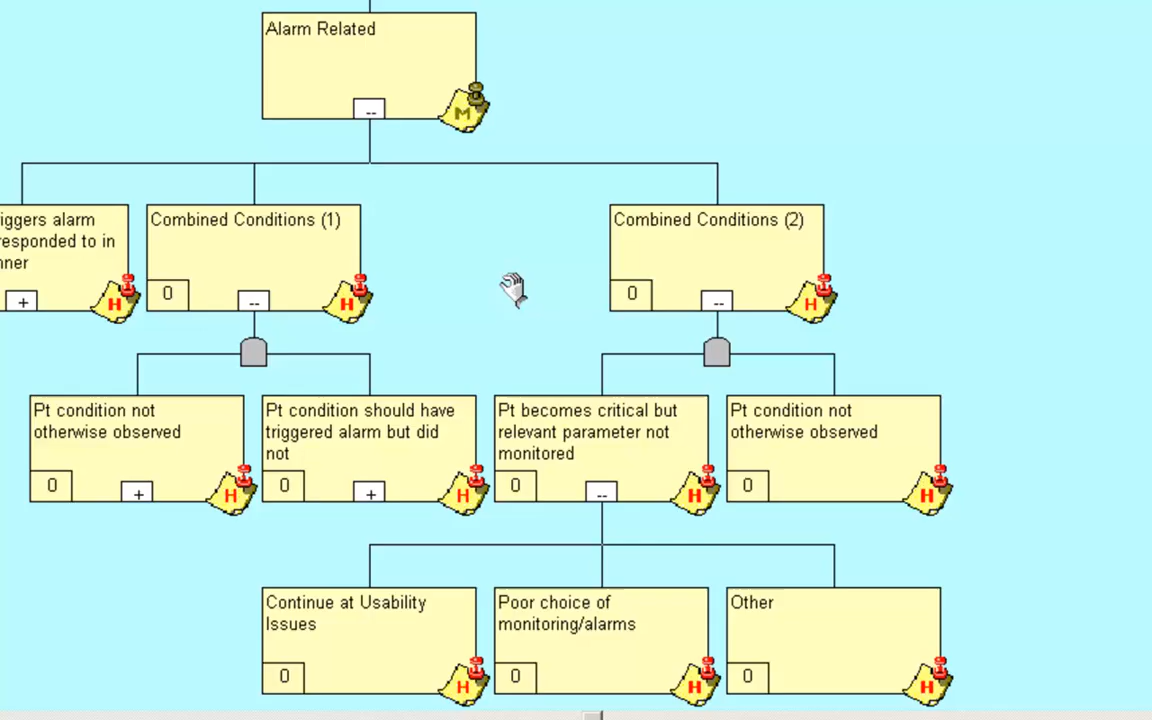 Alarm Related
--
M
iggers alarm
responded to in
nner
+
H
Combined Conditions (1)
0
--
H
Combined Conditions (2)
0
--
H
Pt condition not
otherwise observed
0
+
H
Pt condition should have
triggered alarm but did
not
0
+
H
Pt becomes critical but
relevant parameter not
monitored
0
--
H
Pt condition not
otherwise observed
0
H
Continue at Usability
Issues
0
H
Poor choice of
monitoring/alarms
0
H
Other
0
H